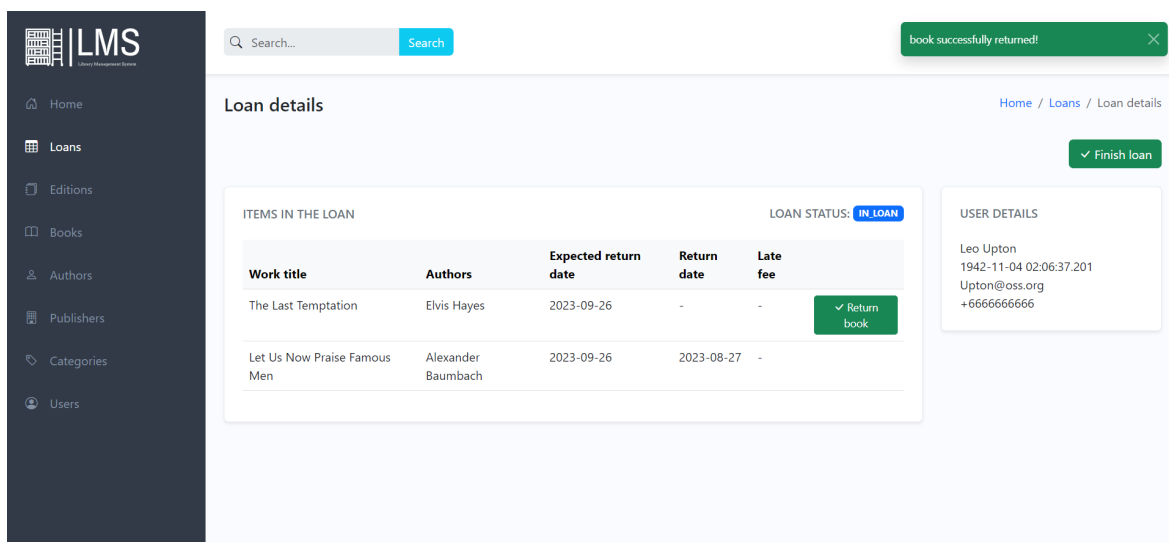 LMS
Library Management System
Search...
Search
book successfully returned!
Home
Loans
Editions
Books
Authors
Publishers
Categories
Users
Loan details
Home / Loans / Loan details
Finish loan
ITEMS IN THE LOAN
LOAN STATUS: IN_LOAN
Work title Authors Expected return date Return date Late fee
The Last Temptation Elvis Hayes 2023-09-26 - - Return book
Let Us Now Praise Famous Men Alexander Baumbach 2023-09-26 2023-08-27 -
USER DETAILS
Leo Upton
1942-11-04 02:06:37.201
Upton@oss.org
+6666666666